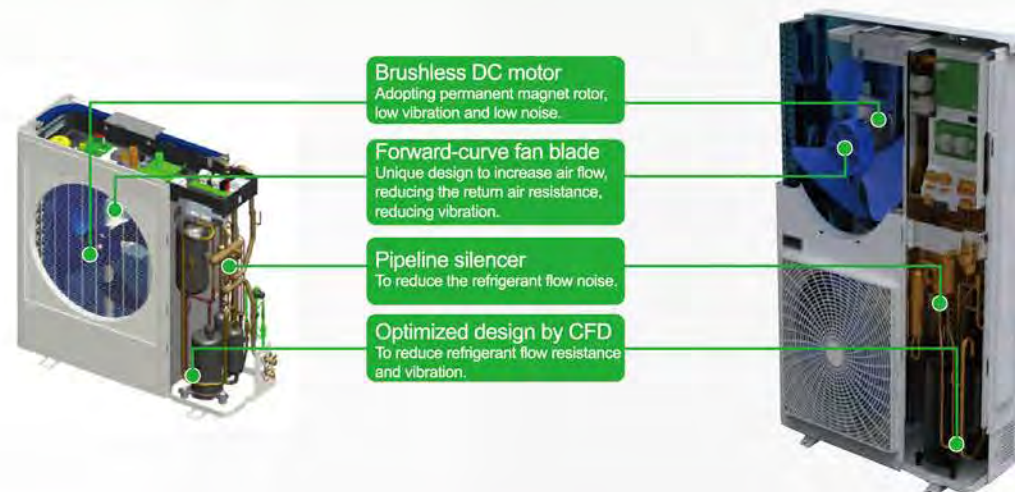 Brushless DC motor
Adopting permanent magnet rotor,
low vibration and low noise.
Forward-curve fan blade
Unique design to increase air flow,
reducing the return air resistance,
reducing vibration.
Pipeline silencer
To reduce the refrigerant flow noise.
Optimized design by CFD
To reduce refrigerant flow resistance
and vibration.